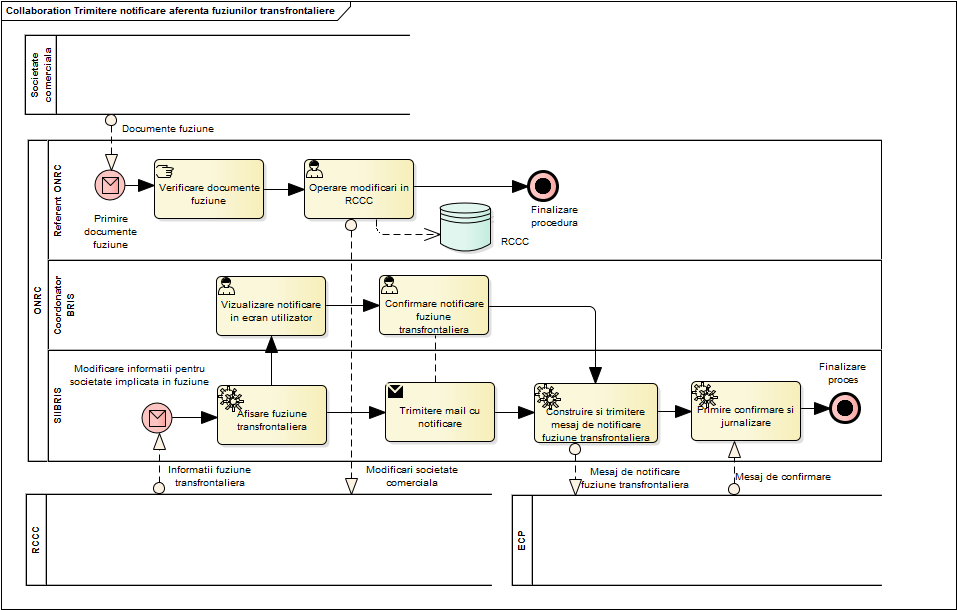 Collaboration Trimitere notificare aferenta fuziunilor transfrontaliere
Societate
comerciala
Documente fuziune
ONRC
Referent ONRC
Primire
documente
fuziune
Verificare documente
fuziune
Operare modificari in
RCCC
Finalizare
procedura
RCCC
Coordonator
BRIS
Vizualizare notificare
in ecran utilizator
Confirmare notificare
fuziune
transfrontaliera
SIIBRIS
Modificare informatii pentru
societate implicata in fuziune
Afisare fuziune
transfrontaliera
Trimitere mail cu
notificare
Construire si trimitere
mesaj de notificare
fuziune transfrontaliera
Primire confirmare si
jurnalizare
Finalizare
proces
Informatii fuziune
transfrontaliera
Modificari societate
comerciala
Mesaj de notificare
fuziune transfrontaliera
Mesaj de confirmare
RCCC
ECP